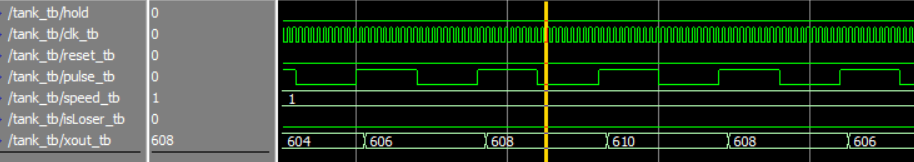 /tank_tb/hold 0
/tank_tb/clk_tb 0
/tank_tb/reset_tb 0
/tank_tb/pulse_tb 0
/tank_tb/speed_tb 1 1
/tank_tb/isLoser_tb 0
/tank_tb/xout_tb 608 604 606 608 610 608 606